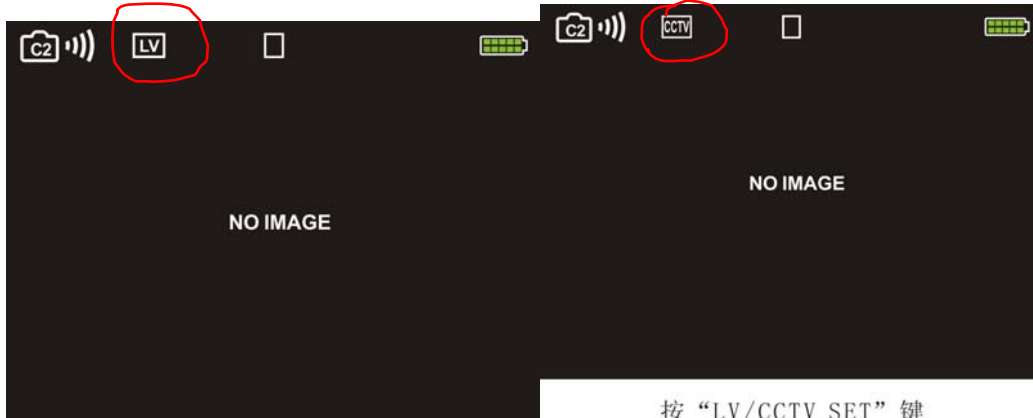 C2 LV
NO IMAGE
C2 CCTV
NO IMAGE
按“LV/CCTV SET”键